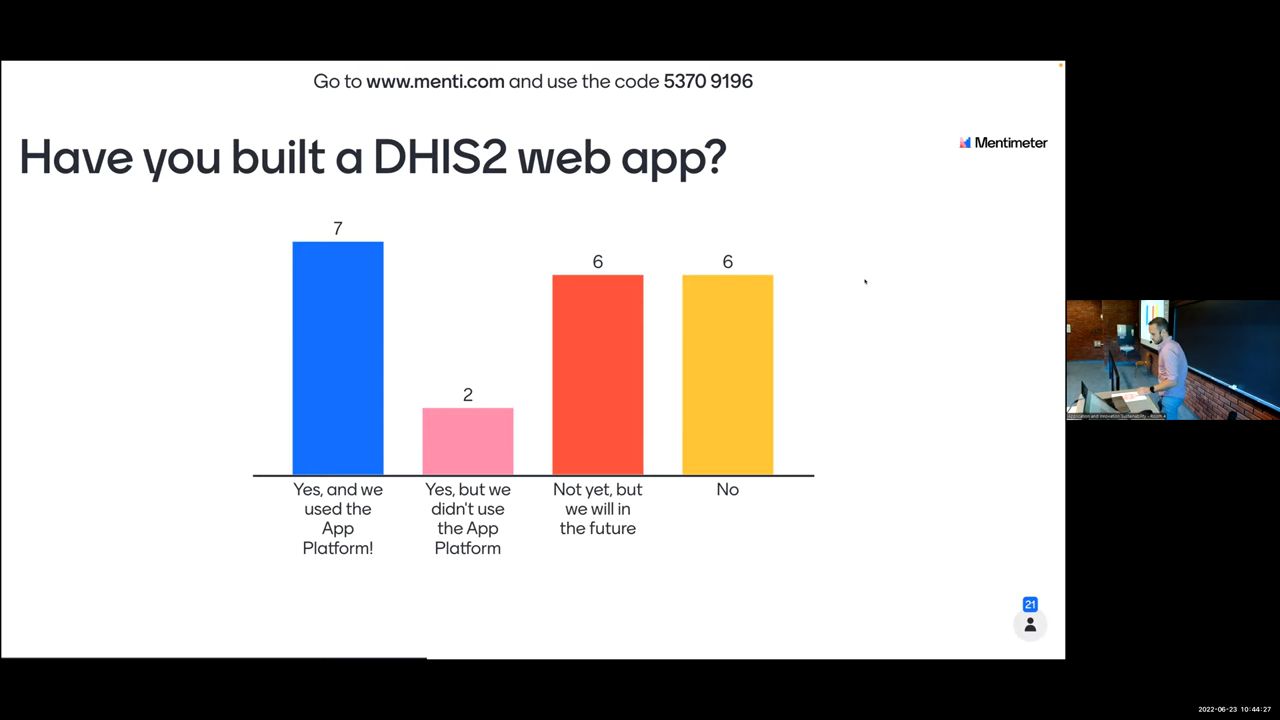 Go to www.menti.com and use the code 5370 9196
Have you built a DHIS2 web app?
Mentimeter
7
2
6
6
Yes, and we
used the
App
Platform!
Yes, but we
didn't use
the App
Platform
Not yet, but
we will in
the future
No
21
2022-06-23 10:44:27